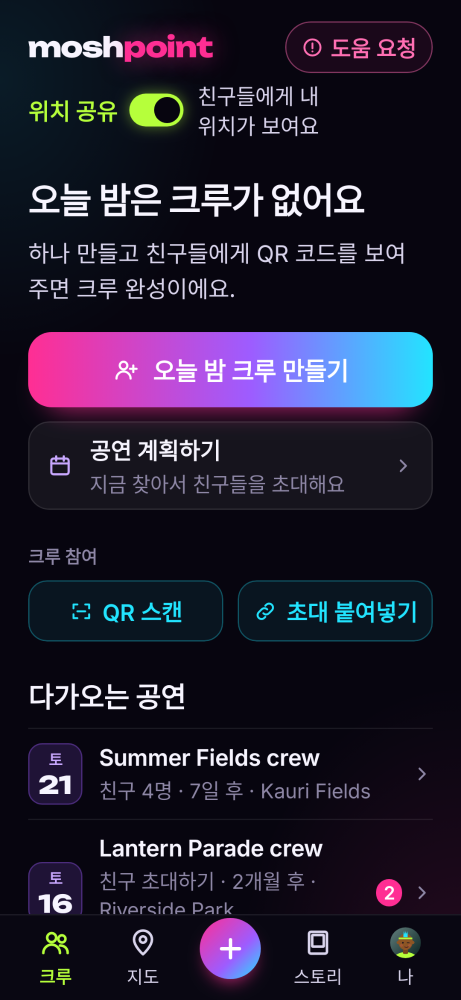 moshpoint
도움 요청
위치 공유
친구들에게 내
위치가 보여요
오늘 밤은 크루가 없어요
하나 만들고 친구들에게 QR 코드를 보여
주면 크루 완성이에요.
오늘 밤 크루 만들기
공연 계획하기
지금 찾아서 친구들을 초대해요
크루 참여
QR 스캔
초대 붙여넣기
다가오는 공연
토
21
Summer Fields crew
친구 4명 · 7일 후 · Kauri Fields
토
16
Lantern Parade crew
친구 초대하기 · 2개월 후 ·
Riverside Park
2
크루
지도
스토리
나